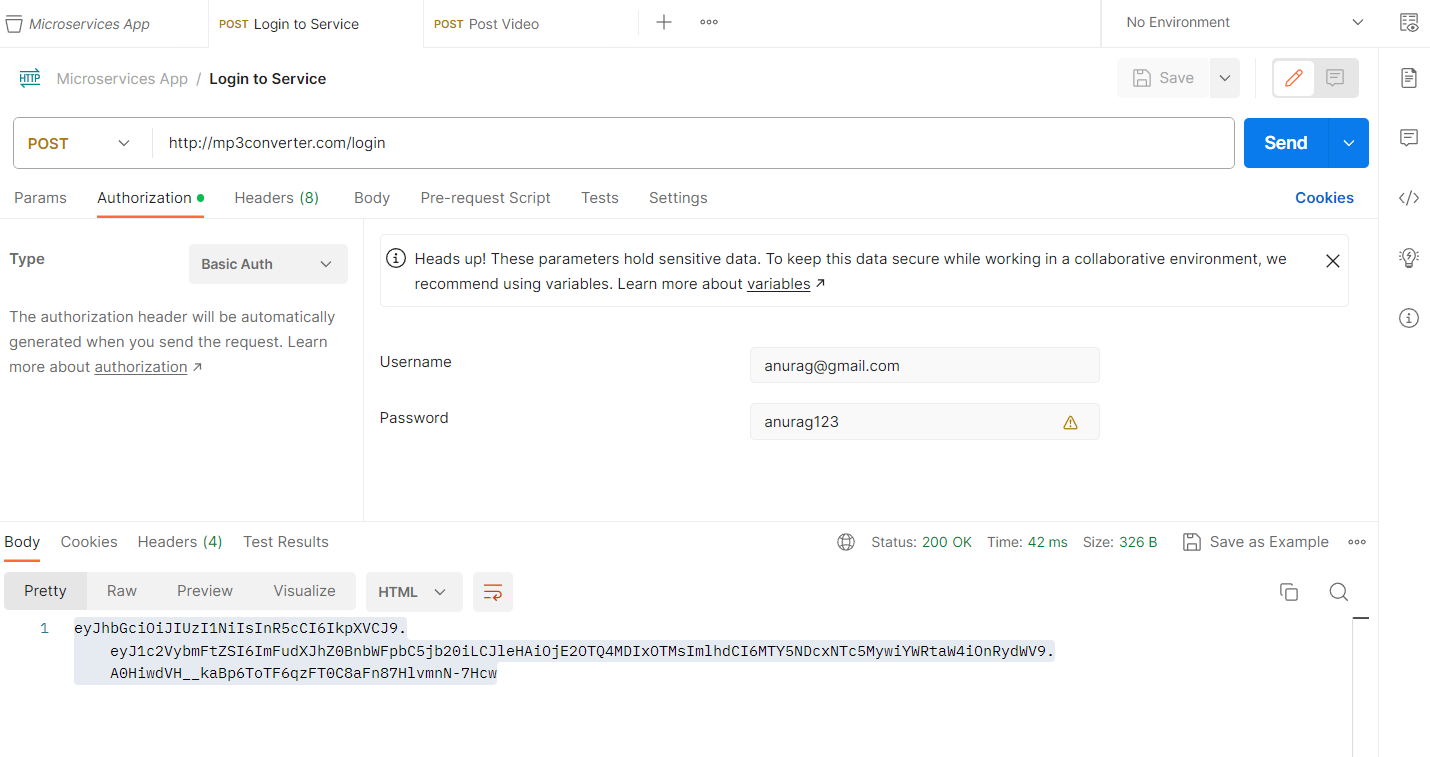 Microservices App
POST Login to Service
POST Post Video
No Environment
HTTP
Microservices App / Login to Service
Save
POST
http://mp3converter.com/login
Send
Params
Authorization
Headers (8)
Body
Pre-request Script
Tests
Settings
Cookies
Type
Basic Auth
The authorization header will be automatically
generated when you send the request. Learn
more about authorization ↗
Heads up! These parameters hold sensitive data. To keep this data secure while working in a collaborative environment, we
recommend using variables. Learn more about variables ↗
Username
anurag@gmail.com
Password
anurag123
Body
Cookies
Headers (4)
Test Results
Status: 200 OK
Time: 42 ms
Size: 326 B
Save as Example
Pretty
Raw
Preview
Visualize
HTML
1
eyJhbGciOiJIUzI1NiIsInR5cCI6IkpXVCJ9.
eyJ1c2VybmFtZSI6ImFudXJhZ0BnbWFpbC5jb20iLCJleHAiOjE2OTQ4MDIxOTMsImlhdCI6MTY5NDcxNTc5MywiYWRtaW4iOnRydWV9.
A0HiwdVH__kaBp6ToTF6qzFT0C8aFn87HlvmnN-7Hcw